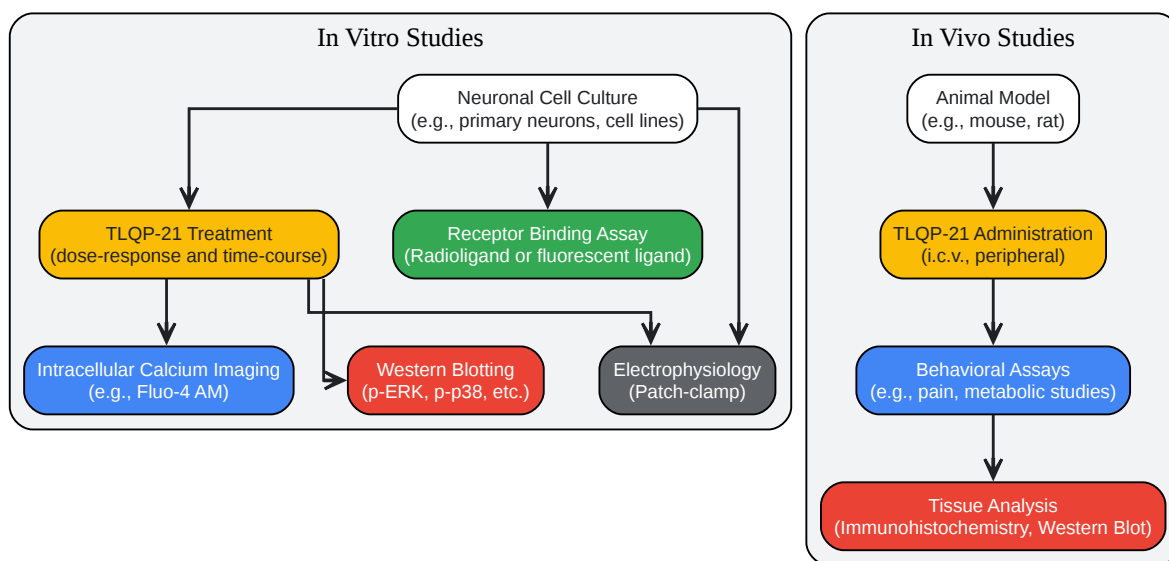 In Vitro Studies
Neuronal Cell Culture
(e.g., primary neurons, cell lines)
TLQP-21 Treatment
(dose-response and time-course)
Receptor Binding Assay
(Radioligand or fluorescent ligand)
Intracellular Calcium Imaging
(e.g., Fluo-4 AM)
Western Blotting
(p-ERK, p-p38, etc.)
Electrophysiology
(Patch-clamp)
In Vivo Studies
Animal Model
(e.g., mouse, rat)
TLQP-21 Administration
(i.c.v., peripheral)
Behavioral Assays
(e.g., pain, metabolic studies)
Tissue Analysis
(Immunohistochemistry, Western Blot)